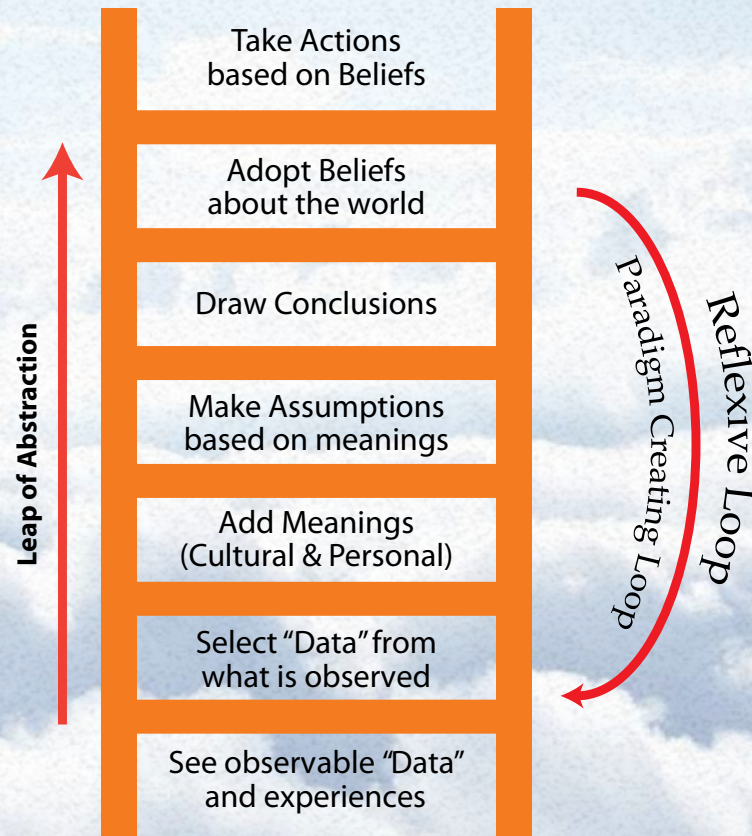 Take Actions
based on Beliefs
Adopt Beliefs
about the world
Draw Conclusions
Make Assumptions
based on meanings
Add Meanings
(Cultural & Personal)
Select “Data” from
what is observed
See observable “Data”
and experiences
Leap of Abstraction
Paradigm Creating Loop
Reflexive Loop